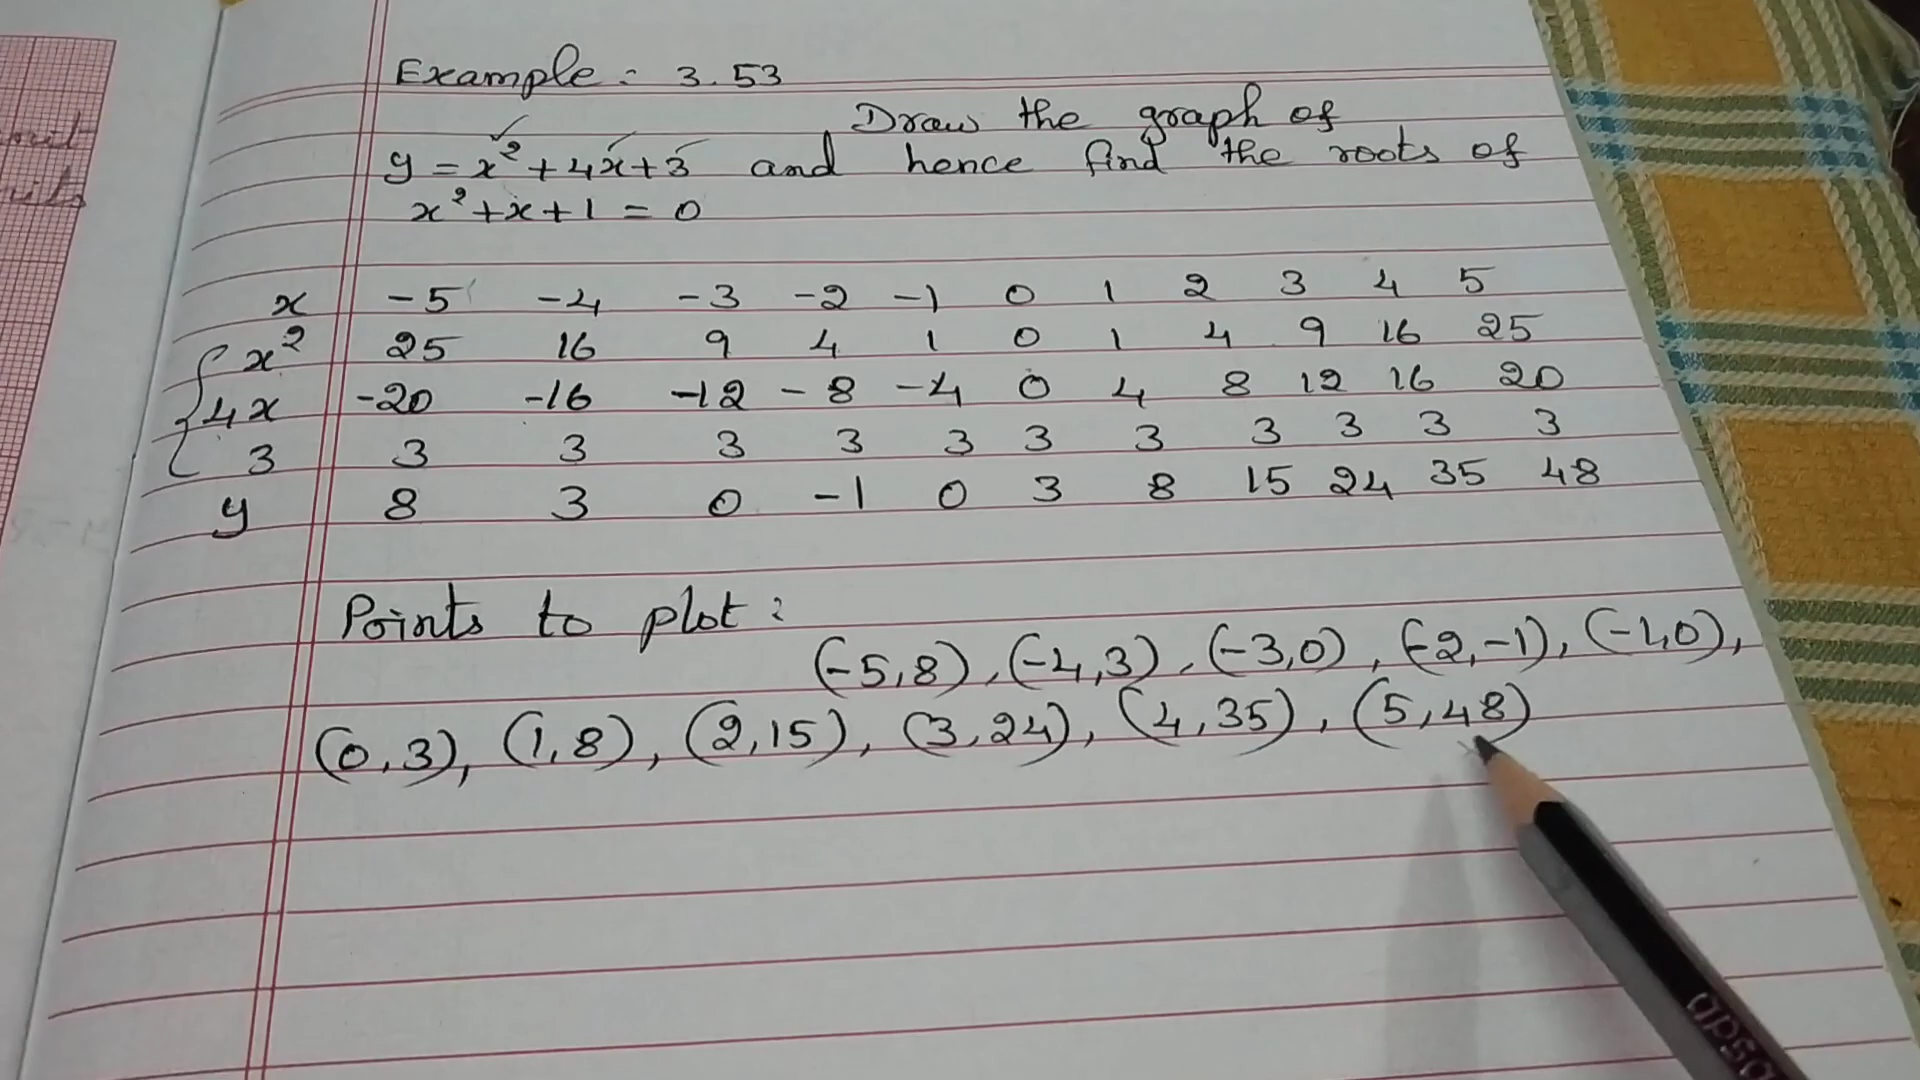 Example: 3.53
Draw the graph of
y = x² + 4x + 3 and hence find the roots of
x² + x + 1 = 0
x -5 -4 -3 -2 -1 0 1 2 3 4 5
x² 25 16 9 4 1 0 1 4 9 16 25
4x -20 -16 -12 -8 -4 0 4 8 12 16 20
3 3 3 3 3 3 3 3 3 3 3 3
y 8 3 0 -1 0 3 8 15 24 35 48
Points to plot:
(-5,8), (-4,3), (-3,0), (-2,-1), (-1,0),
(0,3), (1,8), (2,15), (3,24), (4,35), (5,48)